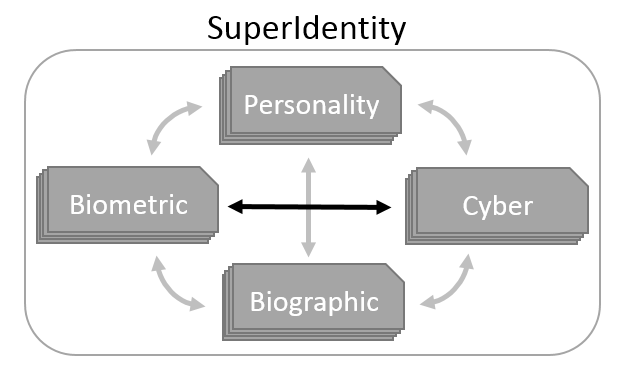 SuperIdentity
Personality
Biometric
Cyber
Biographic